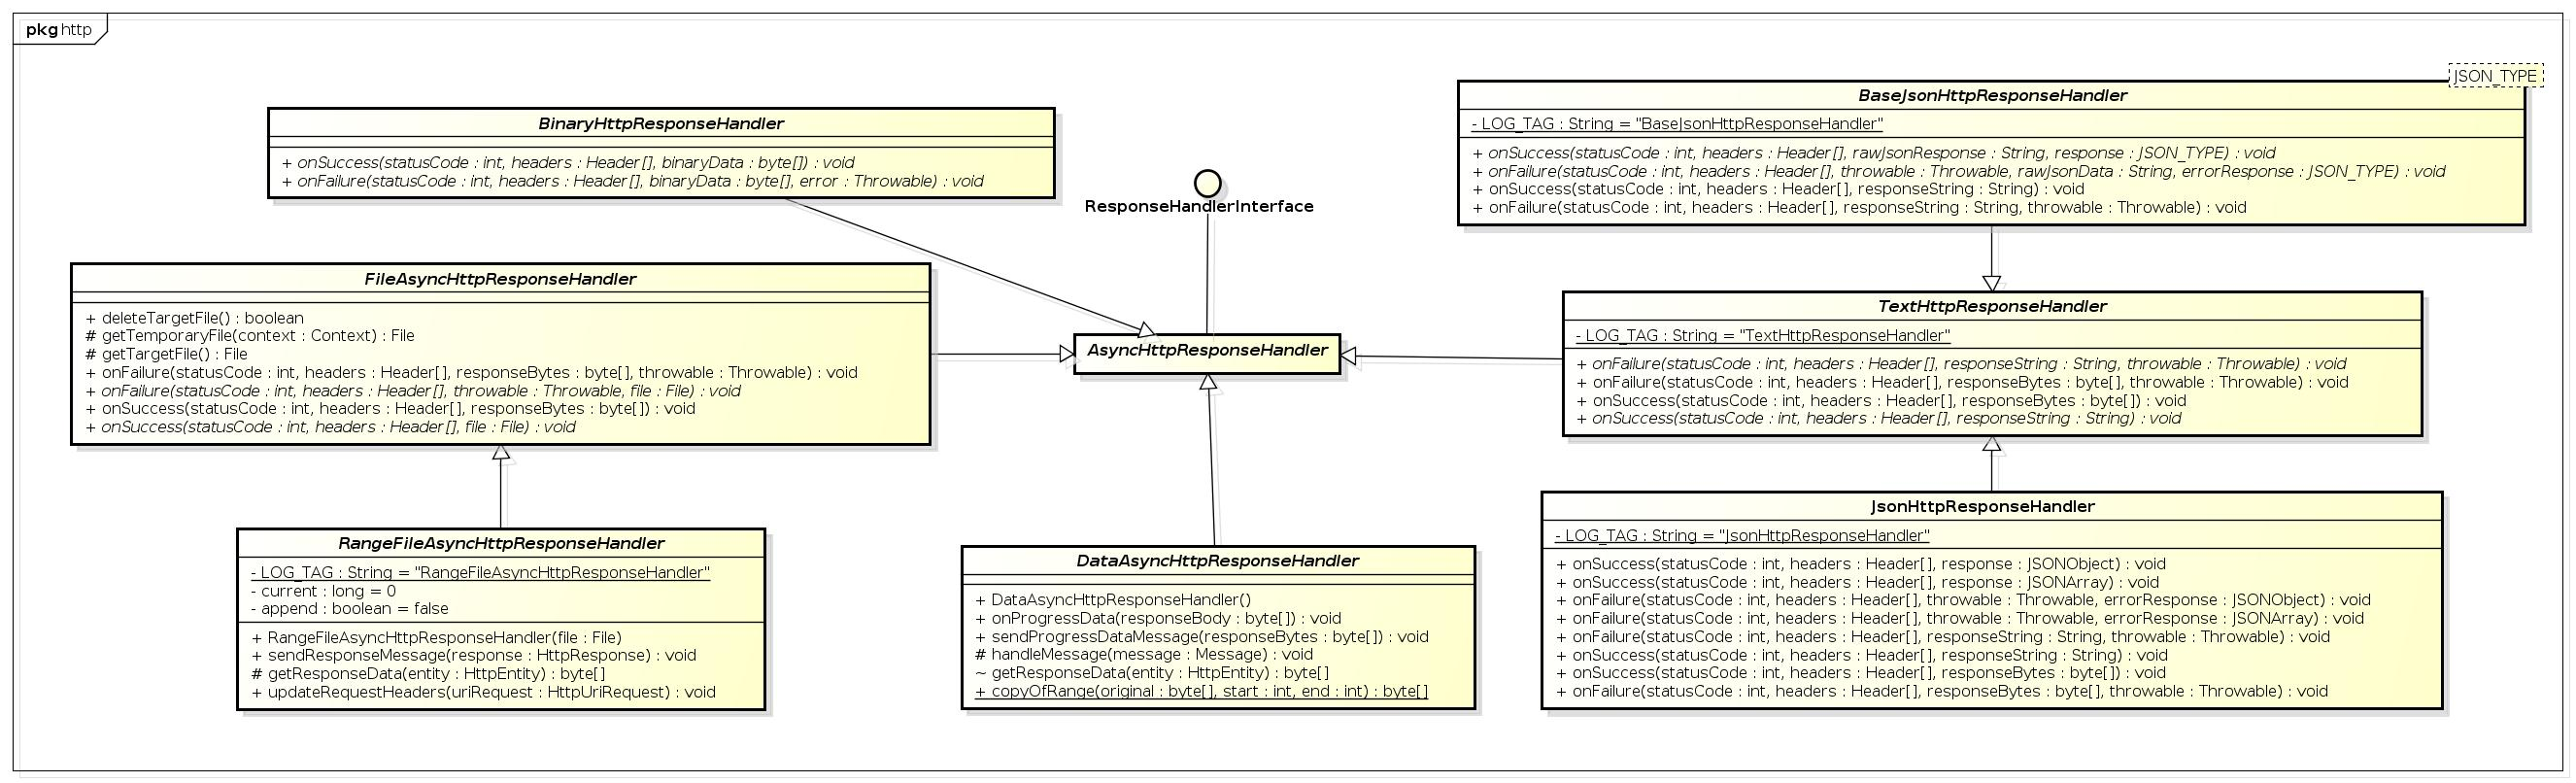 pkg http
BinaryHttpResponseHandler
+ onSuccess(statusCode : int, headers : Header[], binaryData : byte[]) : void
+ onFailure(statusCode : int, headers : Header[], binaryData : byte[], error : Throwable) : void
ResponseHandlerInterface
JSON_TYPE
BaseJsonHttpResponseHandler
- LOG_TAG : String = "BaseJsonHttpResponseHandler"
+ onSuccess(statusCode : int, headers : Header[], rawJsonResponse : String, response : JSON_TYPE) : void
+ onFailure(statusCode : int, headers : Header[], throwable : Throwable, rawJsonData : String, errorResponse : JSON_TYPE) : void
+ onSuccess(statusCode : int, headers : Header[], responseString : String) : void
+ onFailure(statusCode : int, headers : Header[], responseString : String, throwable : Throwable) : void
FileAsyncHttpResponseHandler
+ deleteTargetFile() : boolean
# getTemporaryFile(context : Context) : File
# getTargetFile() : File
+ onFailure(statusCode : int, headers : Header[], responseBytes : byte[], throwable : Throwable) : void
+ onFailure(statusCode : int, headers : Header[], throwable : Throwable, file : File) : void
+ onSuccess(statusCode : int, headers : Header[], responseBytes : byte[]) : void
+ onSuccess(statusCode : int, headers : Header[], file : File) : void
AsyncHttpResponseHandler
TextHttpResponseHandler
- LOG_TAG : String = "TextHttpResponseHandler"
+ onFailure(statusCode : int, headers : Header[], responseString : String, throwable : Throwable) : void
+ onFailure(statusCode : int, headers : Header[], responseBytes : byte[], throwable : Throwable) : void
+ onSuccess(statusCode : int, headers : Header[], responseBytes : byte[]) : void
+ onSuccess(statusCode : int, headers : Header[], responseString : String) : void
RangeFileAsyncHttpResponseHandler
- LOG_TAG : String = "RangeFileAsyncHttpResponseHandler"
- current : long = 0
- append : boolean = false
+ RangeFileAsyncHttpResponseHandler(file : File)
+ sendResponseMessage(response : HttpResponse) : void
# getResponseData(entity : HttpEntity) : byte[]
+ updateRequestHeaders(uriRequest : HttpUriRequest) : void
DataAsyncHttpResponseHandler
+ DataAsyncHttpResponseHandler()
+ onProgressData(responseBody : byte[]) : void
+ sendProgressDataMessage(responseBytes : byte[]) : void
# handleMessage(message : Message) : void
~ getResponseData(entity : HttpEntity) : byte[]
+ copyOfRange(original : byte[], start : int, end : int) : byte[]
JsonHttpResponseHandler
- LOG_TAG : String = "JsonHttpResponseHandler"
+ onSuccess(statusCode : int, headers : Header[], response : JSONObject) : void
+ onSuccess(statusCode : int, headers : Header[], response : JSONArray) : void
+ onFailure(statusCode : int, headers : Header[], throwable : Throwable, errorResponse : JSONObject) : void
+ onFailure(statusCode : int, headers : Header[], throwable : Throwable, errorResponse : JSONArray) : void
+ onFailure(statusCode : int, headers : Header[], responseString : String, throwable : Throwable) : void
+ onSuccess(statusCode : int, headers : Header[], responseString : String) : void
+ onSuccess(statusCode : int, headers : Header[], responseBytes : byte[]) : void
+ onFailure(statusCode : int, headers : Header[], responseBytes : byte[], throwable : Throwable) : void